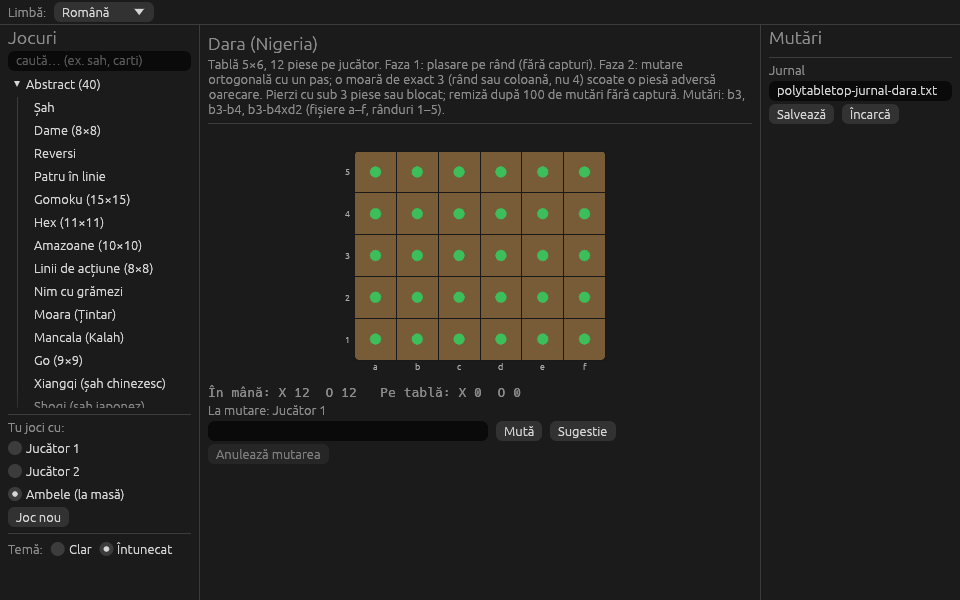 Limbă: Română
Jocuri
caută... (ex. sah, carti)
Abstract (40)
Șah
Dame (8×8)
Reversi
Patru în linie
Gomoku (15×15)
Hex (11×11)
Amazoane (10×10)
Linii de acțiune (8×8)
Nim cu grămezi
Moara (Țintar)
Mancala (Kalah)
Go (9×9)
Xiangqi (șah chinezesc)
Shogi (șah japonez)
Tu joci cu:
Jucător 1
Jucător 2
Ambele (la masă)
Joc nou
Temă: Clar Întunecat
Dara (Nigeria)
Tablă 5×6, 12 piese pe jucător. Faza 1: plasare pe rând (fără capturi). Faza 2: mutare
ortogonală cu un pas; o moară de exact 3 (rând sau coloană, nu 4) scoate o piesă adversă
oarecare. Pierzi cu sub 3 piese sau blocat; remiză după 100 de mutări fără captură. Mutări: b3,
b3-b4, b3-b4xd2 (fișiere a–f, rânduri 1–5).
5
4
3
2
1
a b c d e f
În mână: X 12 O 12 Pe tablă: X 0 O 0
La mutare: Jucător 1
Mută Sugestie
Anulează mutarea
Mutări
Jurnal
polytabletop-jurnal-dara.txt
Salvează Încarcă